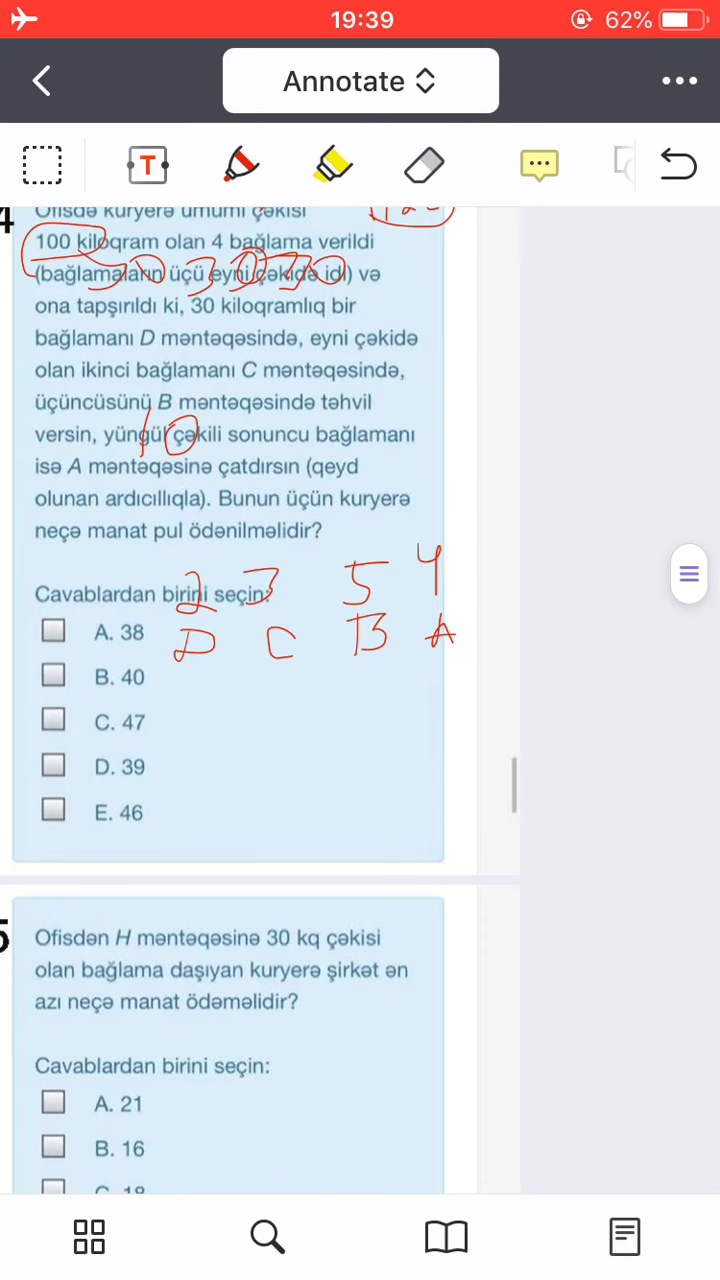 19:39
62%
Annotate
T
4
Ofisdə kuryerə ümumi çəkisi
100 kiloqram olan 4 bağlama verildi
(bağlamaların üçü eyni çəkidə idi) və
30 30 30
ona tapşırıldı ki, 30 kiloqramlıq bir
bağlamanı D məntəqəsində, eyni çəkidə
olan ikinci bağlamanı C məntəqəsində,
üçüncüsünü B məntəqəsində təhvil
versin, yüngül çəkili sonuncu bağlamanı
10
isə A məntəqəsinə çatdırsın (qeyd
olunan ardıcıllıqla). Bunun üçün kuryerə
neçə manat pul ödənilməlidir?
2 3 5 4
Cavablardan birini seçin:
D C B A
A. 38
B. 40
C. 47
D. 39
E. 46
5
Ofisdən H məntəqəsinə 30 kq çəkisi
olan bağlama daşıyan kuryerə şirkət ən
azı neçə manat ödəməlidir?
Cavablardan birini seçin:
A. 21
B. 16